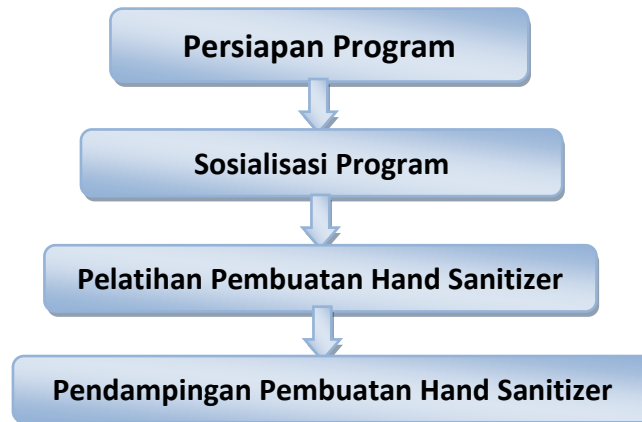 Persiapan Program
Sosialisasi Program
Pelatihan Pembuatan Hand Sanitizer
Pendampingan Pembuatan Hand Sanitizer